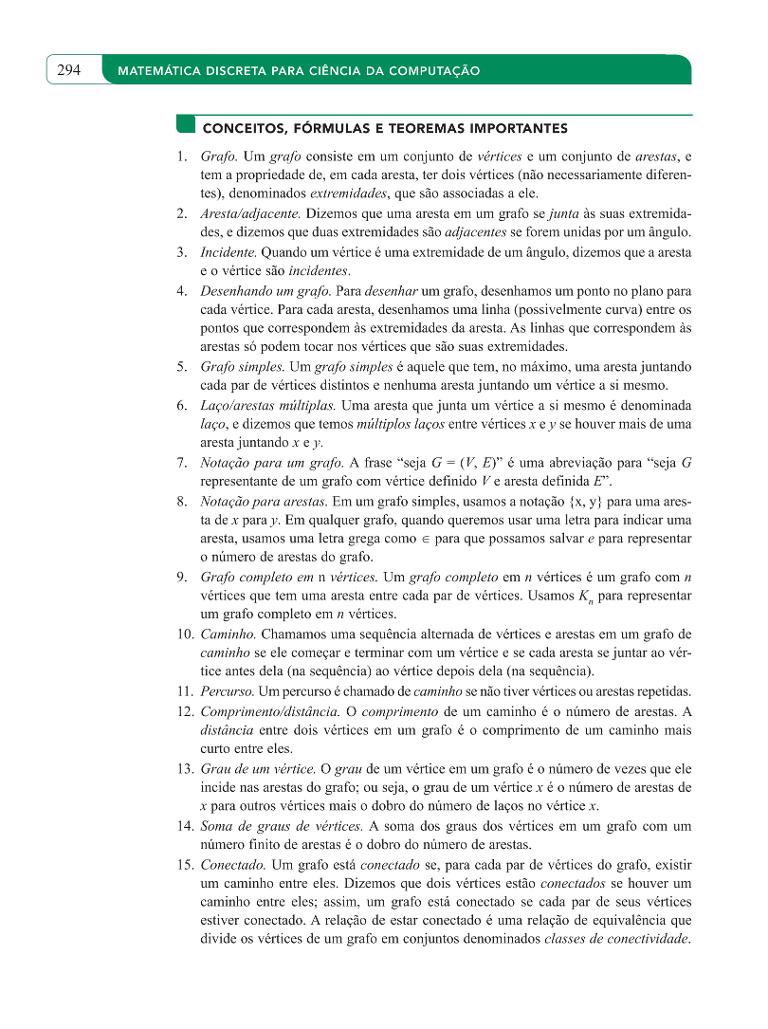 294
MATEMÁTICA DISCRETA PARA CIÊNCIA DA COMPUTAÇÃO
CONCEITOS, FÓRMULAS E TEOREMAS IMPORTANTES
1. Grafo. Um grafo consiste em um conjunto de vértices e um conjunto de arestas, e
tem a propriedade de, em cada aresta, ter dois vértices (não necessariamente diferen-
tes), denominados extremidades, que são associadas a ele.
2. Aresta/adjacente. Dizemos que uma aresta em um grafo se junta às suas extremida-
des, e dizemos que duas extremidades são adjacentes se forem unidas por um ângulo.
3. Incidente. Quando um vértice é uma extremidade de um ângulo, dizemos que a aresta
e o vértice são incidentes.
4. Desenhando um grafo. Para desenhar um grafo, desenhamos um ponto no plano para
cada vértice. Para cada aresta, desenhamos uma linha (possivelmente curva) entre os
pontos que correspondem às extremidades da aresta. As linhas que correspondem às
arestas só podem tocar nos vértices que são suas extremidades.
5. Grafo simples. Um grafo simples é aquele que tem, no máximo, uma aresta juntando
cada par de vértices distintos e nenhuma aresta juntando um vértice a si mesmo.
6. Laço/arestas múltiplas. Uma aresta que junta um vértice a si mesmo é denominada
laço, e dizemos que temos múltiplos laços entre vértices x e y se houver mais de uma
aresta juntando x e y.
7. Notação para um grafo. A frase “seja G = (V, E)” é uma abreviação para “seja G
representante de um grafo com vértice definido V e aresta definida E”.
8. Notação para arestas. Em um grafo simples, usamos a notação {x, y} para uma ares-
ta de x para y. Em qualquer grafo, quando queremos usar uma letra para indicar uma
aresta, usamos uma letra grega como ∈ para que possamos salvar e para representar
o número de arestas do grafo.
9. Grafo completo em n vértices. Um grafo completo em n vértices é um grafo com n
vértices que tem uma aresta entre cada par de vértices. Usamos Kn para representar
um grafo completo em n vértices.
10. Caminho. Chamamos uma sequência alternada de vértices e arestas em um grafo de
caminho se ele começar e terminar com um vértice e se cada aresta se juntar ao vér-
tice antes dela (na sequência) ao vértice depois dela (na sequência).
11. Percurso. Um percurso é chamado de caminho se não tiver vértices ou arestas repetidas.
12. Comprimento/distância. O comprimento de um caminho é o número de arestas. A
distância entre dois vértices em um grafo é o comprimento de um caminho mais
curto entre eles.
13. Grau de um vértice. O grau de um vértice em um grafo é o número de vezes que ele
incide nas arestas do grafo; ou seja, o grau de um vértice x é o número de arestas de
x para outros vértices mais o dobro do número de laços no vértice x.
14. Soma de graus de vértices. A soma dos graus dos vértices em um grafo com um
número finito de arestas é o dobro do número de arestas.
15. Conectado. Um grafo está conectado se, para cada par de vértices do grafo, existir
um caminho entre eles. Dizemos que dois vértices estão conectados se houver um
caminho entre eles; assim, um grafo está conectado se cada par de seus vértices
estiver conectado. A relação de estar conectado é uma relação de equivalência que
divide os vértices de um grafo em conjuntos denominados classes de conectividade.